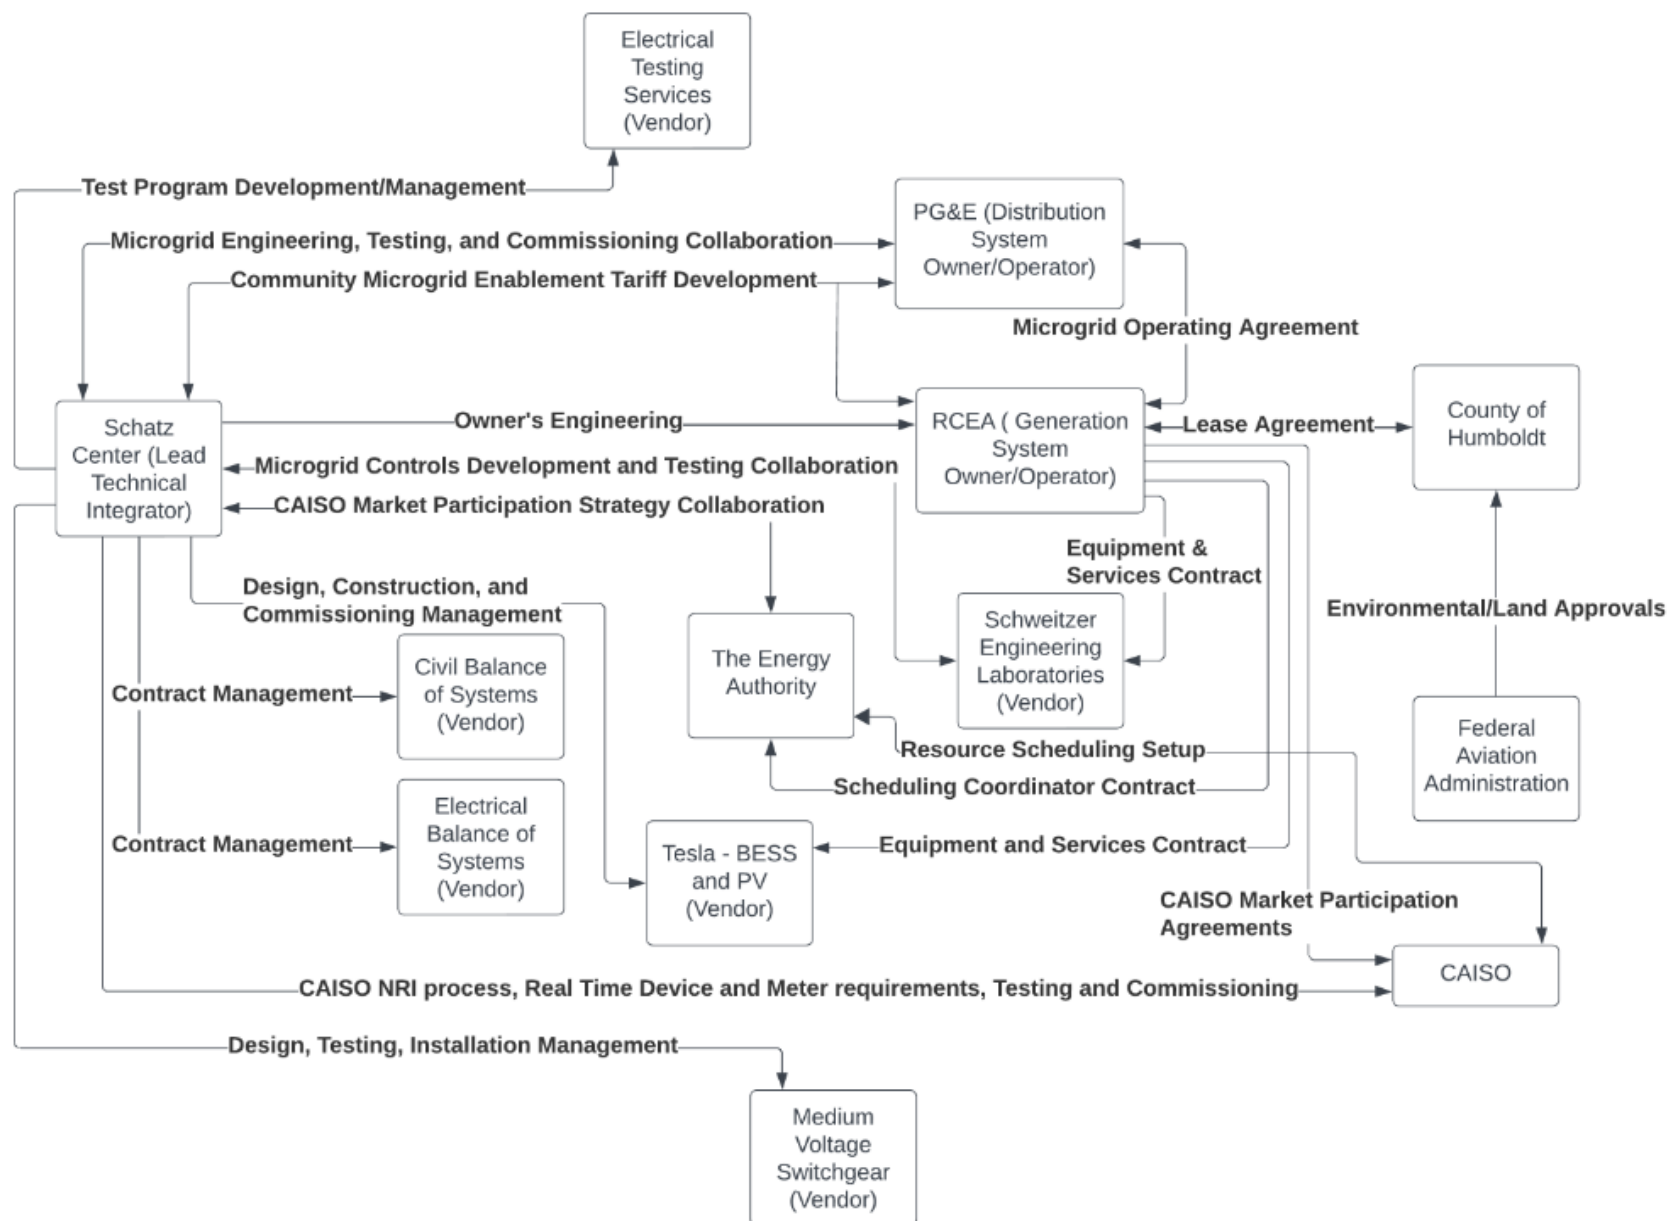 Electrical
Testing
Services
(Vendor)
Test Program Development/Management
PG&E (Distribution
System
Owner/Operator)
Microgrid Engineering, Testing, and Commissioning Collaboration
Community Microgrid Enablement Tariff Development
Microgrid Operating Agreement
County of
Humboldt
Schatz
Center (Lead
Technical
Integrator)
Owner's Engineering
RCEA ( Generation
System
Owner/Operator)
Lease Agreement
Microgrid Controls Development and Testing Collaboration
CAISO Market Participation Strategy Collaboration
Equipment &
Services Contract
Design, Construction, and
Commissioning Management
Environmental/Land Approvals
Schweitzer
Engineering
Laboratories
(Vendor)
The Energy
Authority
Civil Balance
of Systems
(Vendor)
Contract Management
Federal
Aviation
Administration
Resource Scheduling Setup
Scheduling Coordinator Contract
Electrical
Balance of
Systems
(Vendor)
Contract Management
Equipment and Services Contract
Tesla - BESS
and PV
(Vendor)
CAISO Market Participation
Agreements
CAISO
CAISO NRI process, Real Time Device and Meter requirements, Testing and Commissioning
Design, Testing, Installation Management
Medium
Voltage
Switchgear
(Vendor)